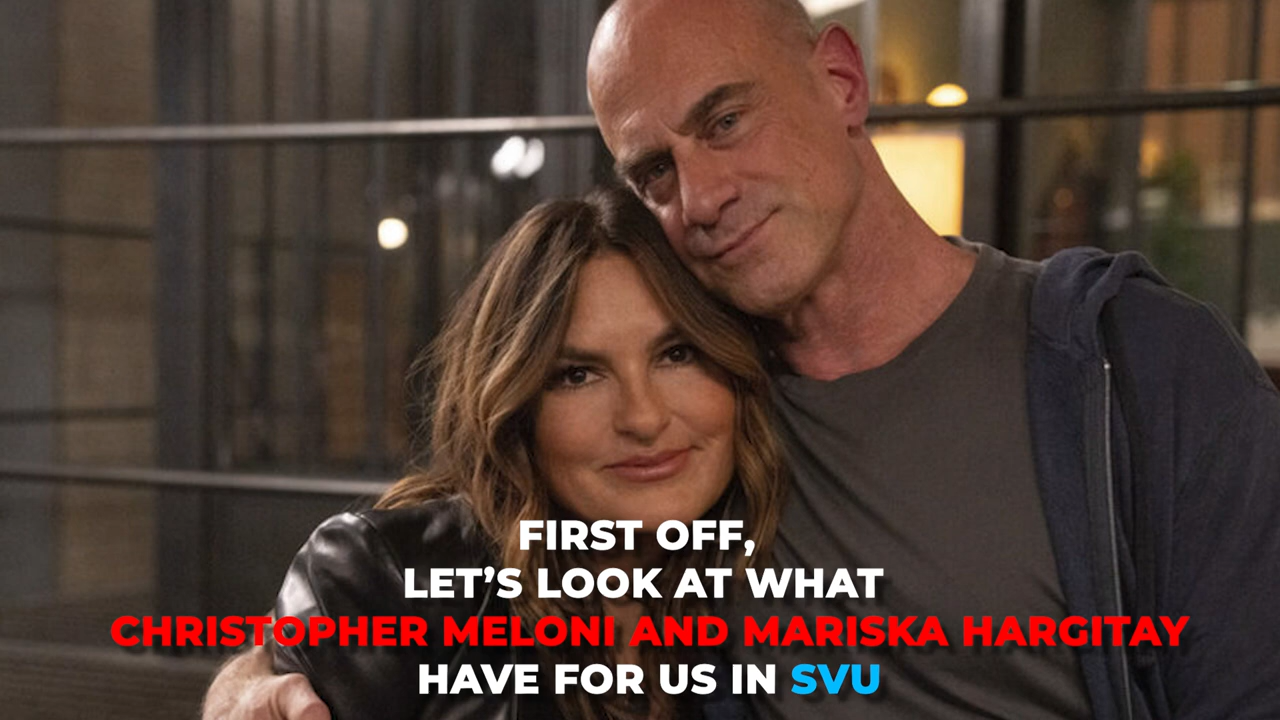 FIRST OFF,
LET’S LOOK AT WHAT
CHRISTOPHER MELONI AND MARISKA HARGITAY
HAVE FOR US IN SVU